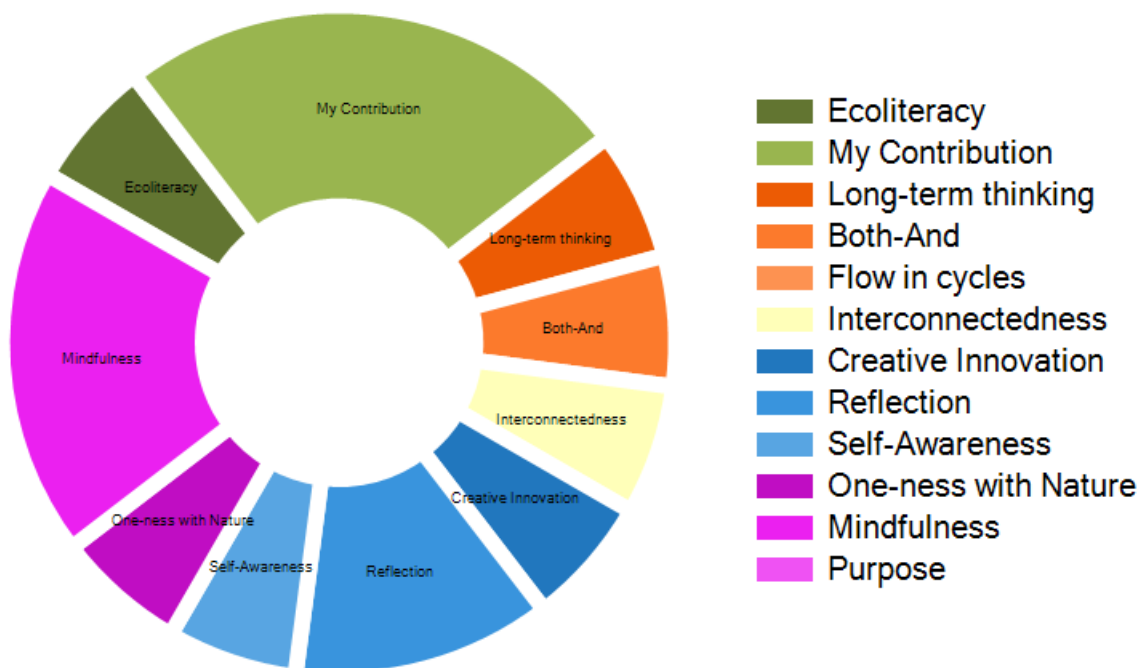 My Contribution
Ecoliteracy
Long-term thinking
Both-And
Mindfulness
Interconnectedness
Creative Innovation
One-ness with Nature
Self-Awareness
Reflection
Ecoliteracy
My Contribution
Long-term thinking
Both-And
Flow in cycles
Interconnectedness
Creative Innovation
Reflection
Self-Awareness
One-ness with Nature
Mindfulness
Purpose